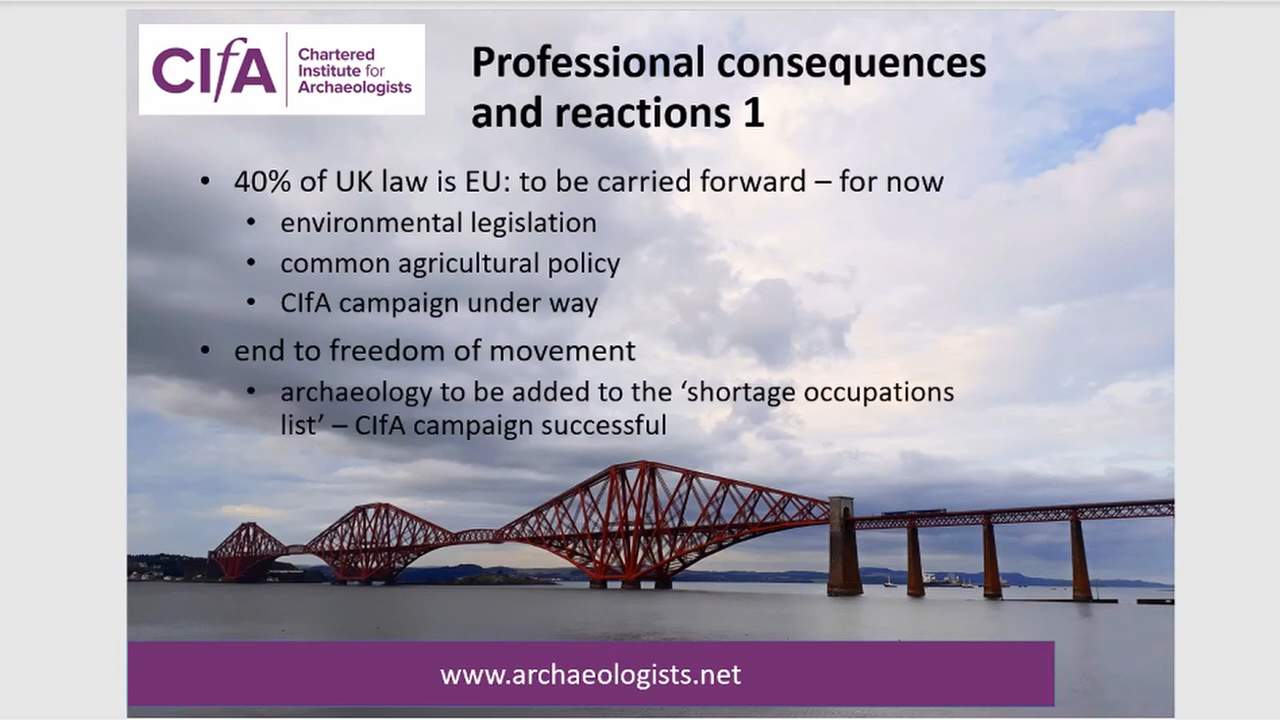 CIfA
Chartered
Institute for
Archaeologists
Professional consequences
and reactions 1
• 40% of UK law is EU: to be carried forward – for now
• environmental legislation
• common agricultural policy
• CIfA campaign under way
• end to freedom of movement
• archaeology to be added to the ‘shortage occupations
list’ – CIfA campaign successful
www.archaeologists.net